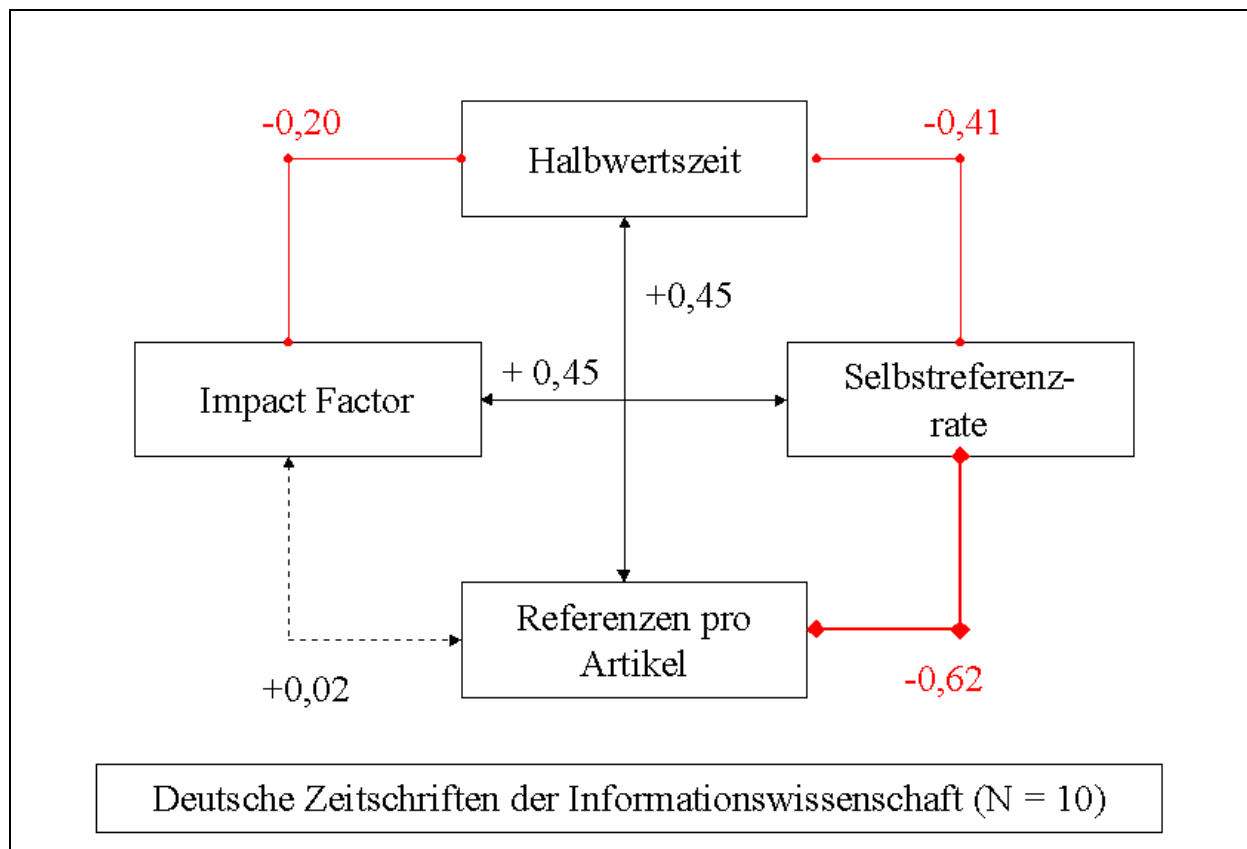 -0,20
-0,41
Halbwertszeit
+0,45
+ 0,45
Impact Factor
Selbstreferenz-
rate
Referenzen pro
Artikel
+0,02
-0,62
Deutsche Zeitschriften der Informationswissenschaft (N = 10)